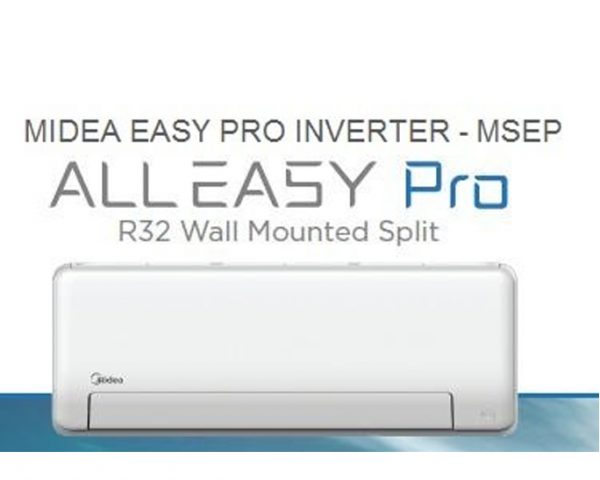 MIDEA EASY PRO INVERTER - MSEP
ALL EASY Pro
R32 Wall Mounted Split
Midea